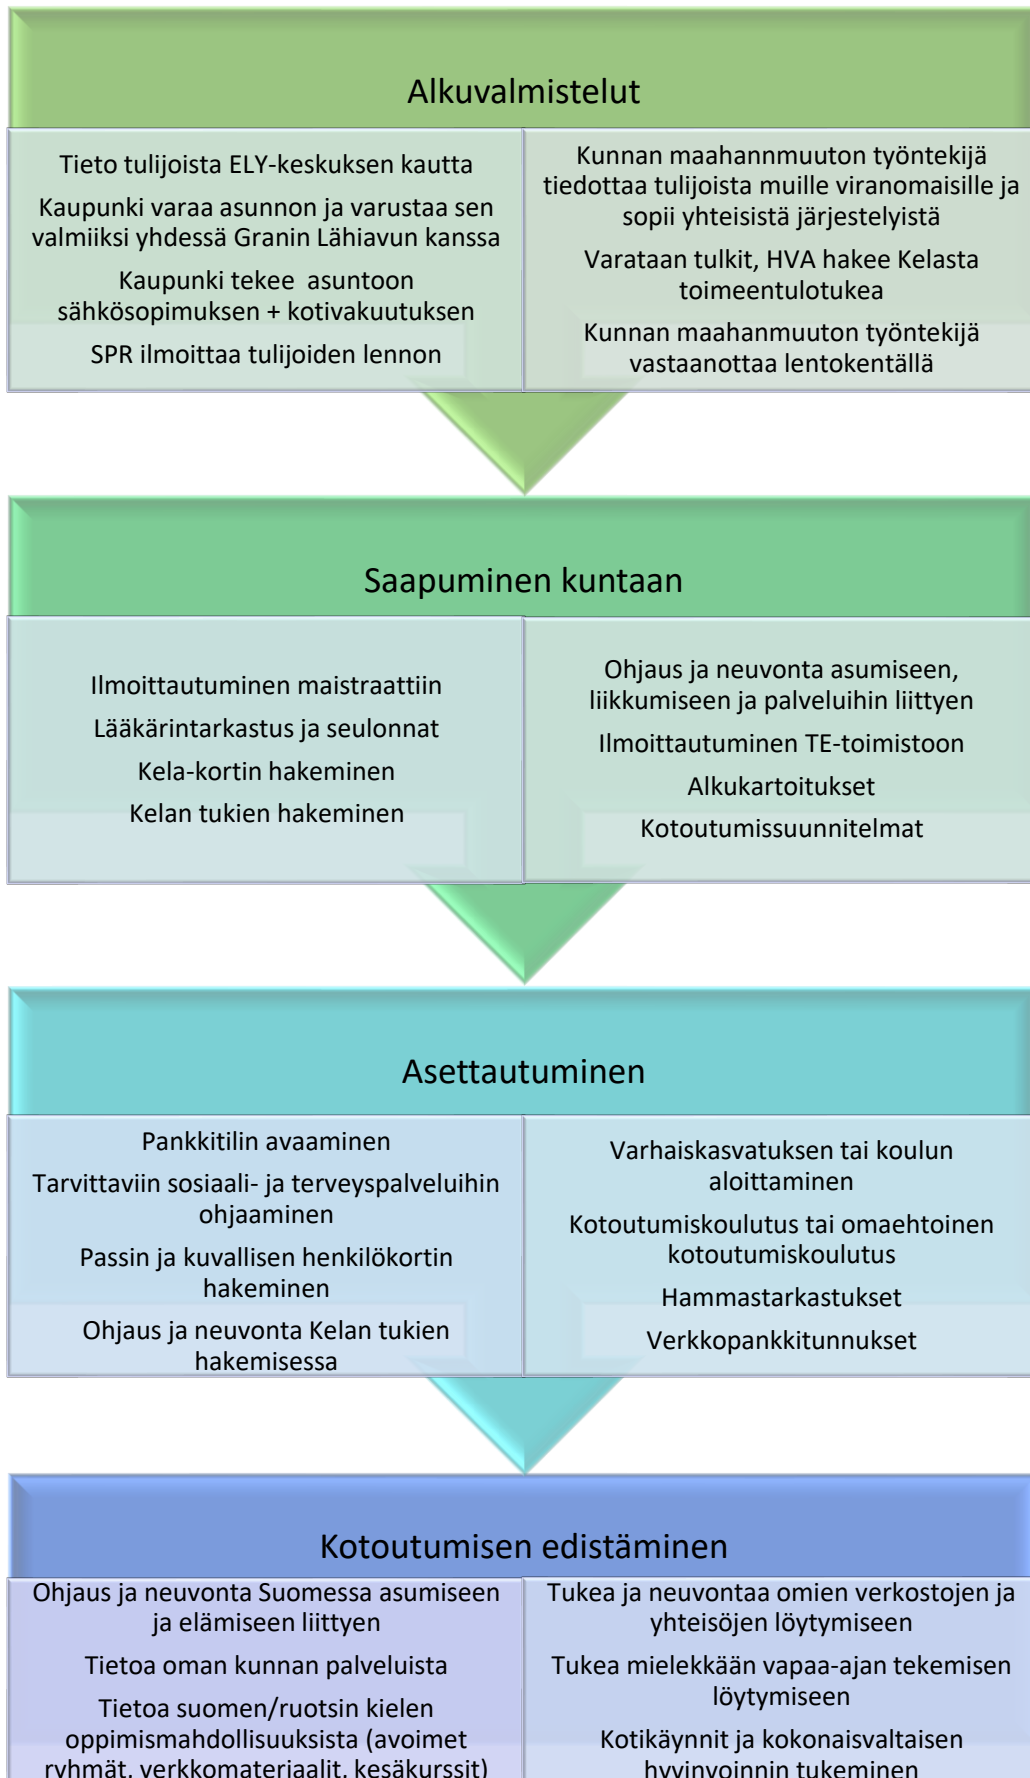 Alkuvalmistelut
Tieto tulijoista ELY-keskuksen kautta
Kaupunki varaa asunnon ja varustaa sen
valmiiksi yhdessä Granin Lähiavun kanssa
Kaupunki tekee asuntoon
sähkösopimuksen + kotivakuutuksen
SPR ilmoittaa tulijoiden lennon
Kunnan maahannmuuton työntekijä
tiedottaa tulijoista muille viranomaisille ja
sopii yhteisistä järjestelyistä
Varataan tulkit, HVA hakee Kelasta
toimeentulotukea
Kunnan maahanmuuton työntekijä
vastaanottaa lentokentällä
Saapuminen kuntaan
Ilmoittautuminen maistraattiin
Lääkärintarkastus ja seulonnat
Kela-kortin hakeminen
Kelan tukien hakeminen
Ohjaus ja neuvonta asumiseen,
liikkumiseen ja palveluihin liittyen
Ilmoittautuminen TE-toimistoon
Alkukartoitukset
Kotoutumissuunnitelmat
Asettautuminen
Pankkitilin avaaminen
Tarvittaviin sosiaali- ja terveyspalveluihin
ohjaaminen
Passin ja kuvallisen henkilökortin
hakeminen
Ohjaus ja neuvonta Kelan tukien
hakemisessa
Varhaiskasvatuksen tai koulun
aloittaminen
Kotoutumiskoulutus tai omaehtoinen
kotoutumiskoulutus
Hammastarkastukset
Verkkopankkitunnukset
Kotoutumisen edistäminen
Ohjaus ja neuvonta Suomessa asumiseen
ja elämiseen liittyen
Tietoa oman kunnan palveluista
Tietoa suomen/ruotsin kielen
oppimismahdollisuuksista (avoimet
ryhmät, verkkomateriaalit, kesäkurssit)
Tukea ja neuvontaa omien verkostojen ja
yhteisöjen löytymiseen
Tukea mielekkään vapaa-ajan tekemisen
löytymiseen
Kotikäynnit ja kokonaisvaltaisen
hyvinvoinnin tukeminen